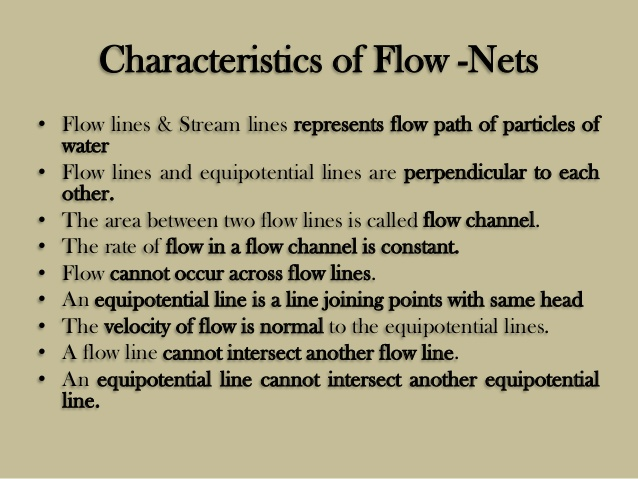 Characteristics of Flow -Nets
• Flow lines & Stream lines represents flow path of particles of
water
• Flow lines and equipotential lines are perpendicular to each
other.
• The area between two flow lines is called flow channel.
• The rate of flow in a flow channel is constant.
• Flow cannot occur across flow lines.
• An equipotential line is a line joining points with same head
• The velocity of flow is normal to the equipotential lines.
• A flow line cannot intersect another flow line.
• An equipotential line cannot intersect another equipotential
line.